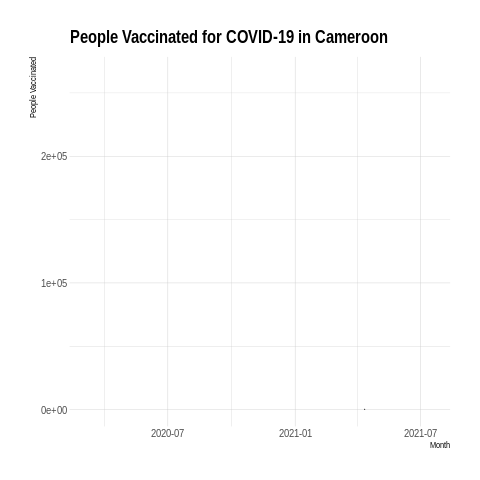 People Vaccinated for COVID-19 in Cameroon
People Vaccinated
2e+05
1e+05
0e+00
2020-07
2021-01
2021-07
Month